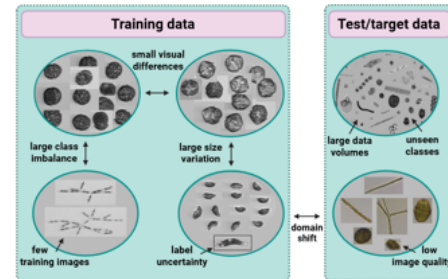 Training data
Test/target data
small visual
differences
large class
imbalance
large size
variation
large data
volumes
unseen
classes
few
training images
label
uncertainty
domain
shift
low
image quality